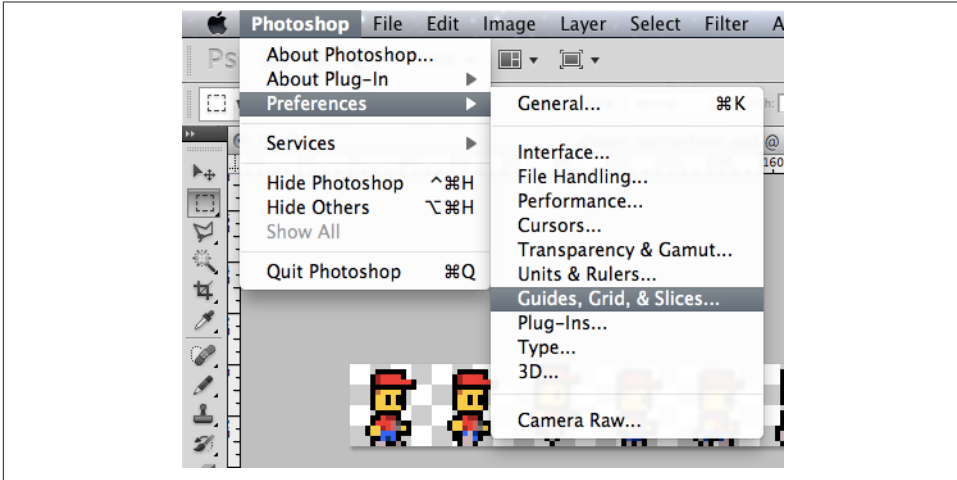 Photoshop File Edit Image Layer Select Filter A
Ps
About Photoshop...
About Plug-In
Preferences
Services
Hide Photoshop ^⌘H
Hide Others ⌥⌘H
Show All
Quit Photoshop ⌘Q
General... ⌘K
Interface...
File Handling...
Performance...
Cursors...
Transparency & Gamut...
Units & Rulers...
Guides, Grid, & Slices...
Plug-Ins...
Type...
3D...
Camera Raw...
h:
@
160